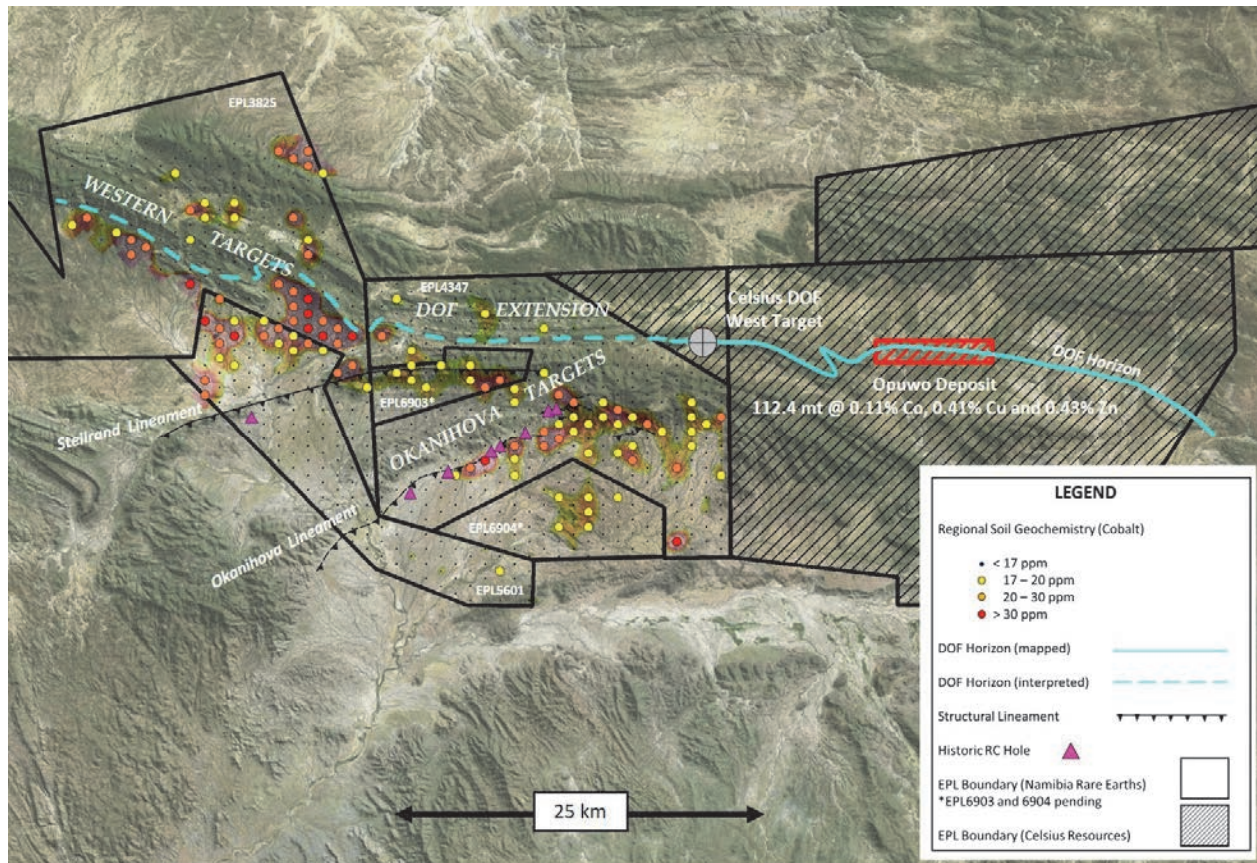 EPL3825
WESTERN
TARGETS
EPL4347
DOF EXTENSION
Celsius DOF
West Target
DOF Horizon
Opuwo Deposit
112.4 mt @ 0.11% Co, 0.41% Cu and 0.43% Zn
EPL6903*
OKANIHOVA TARGETS
Steilrand Lineament
Okanihova Lineament
EPL6904*
EPL5601
25 km
LEGEND
Regional Soil Geochemistry (Cobalt)
< 17 ppm
17 – 20 ppm
20 – 30 ppm
> 30 ppm
DOF Horizon (mapped)
DOF Horizon (interpreted)
Structural Lineament
Historic RC Hole
EPL Boundary (Namibia Rare Earths)
*EPL6903 and 6904 pending
EPL Boundary (Celsius Resources)